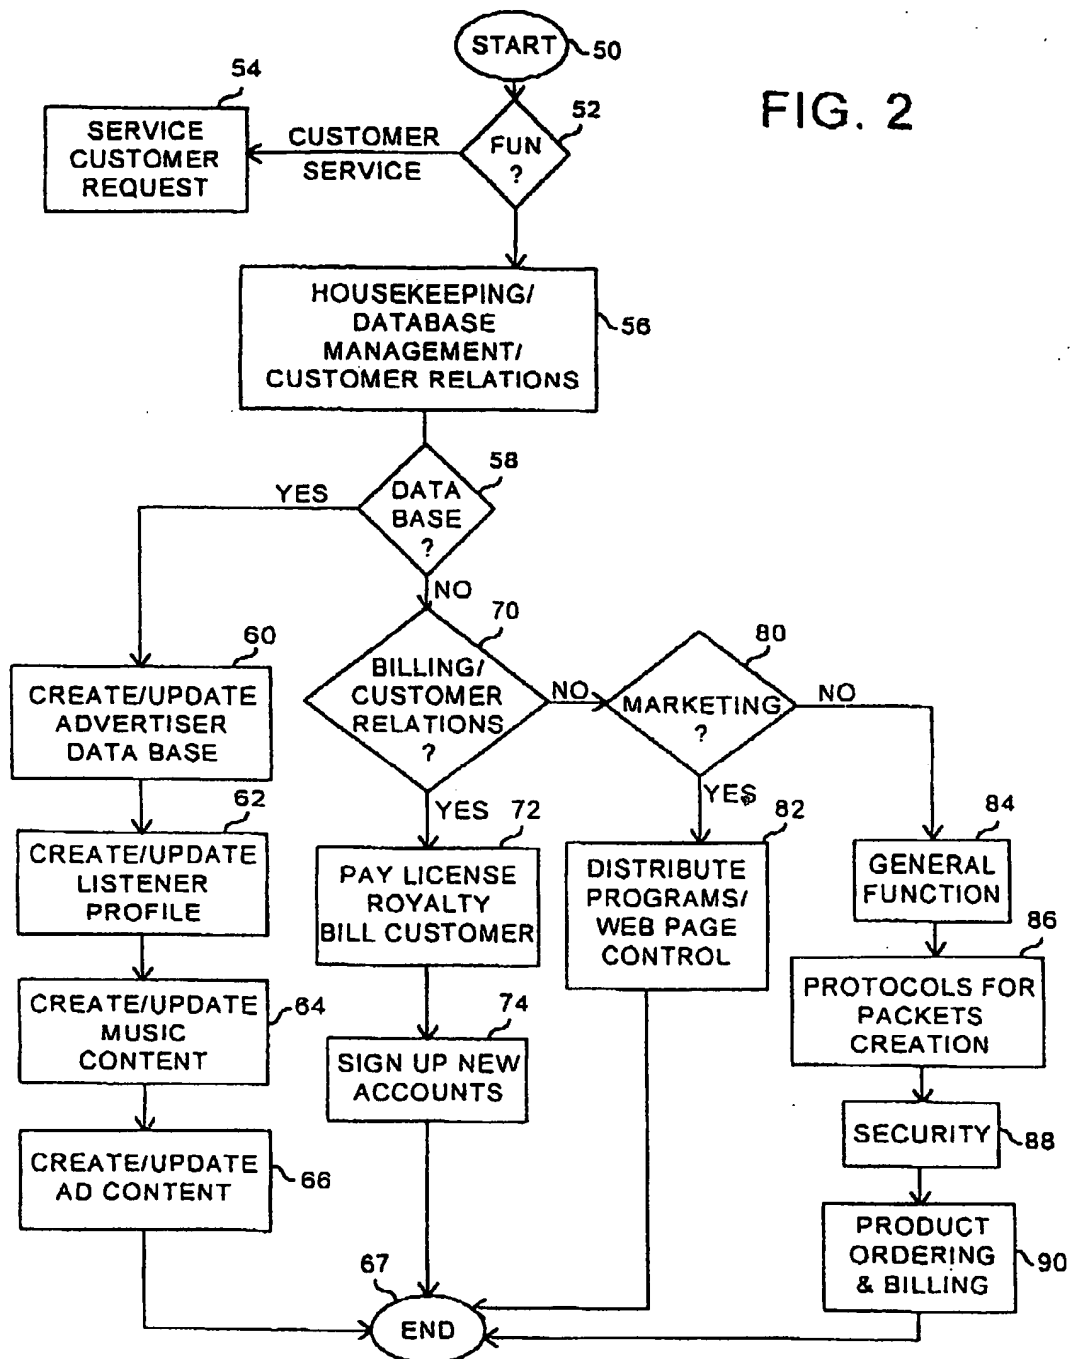 START
50
FIG. 2
54
52
SERVICE
CUSTOMER
REQUEST
CUSTOMER
SERVICE
FUN
?
HOUSEKEEPING/
DATABASE
MANAGEMENT/
CUSTOMER RELATIONS
56
58
DATA
BASE
?
YES
NO
60
CREATE/UPDATE
ADVERTISER
DATA BASE
70
BILLING/
CUSTOMER
RELATIONS
?
NO
80
MARKETING
?
NO
YES
YES
62
CREATE/UPDATE
LISTENER
PROFILE
72
PAY LICENSE
ROYALTY
BILL CUSTOMER
82
DISTRIBUTE
PROGRAMS/
WEB PAGE
CONTROL
84
GENERAL
FUNCTION
86
PROTOCOLS FOR
PACKETS
CREATION
CREATE/UPDATE
MUSIC
CONTENT
64
74
SIGN UP NEW
ACCOUNTS
SECURITY
88
CREATE/UPDATE
AD CONTENT
66
PRODUCT
ORDERING
& BILLING
90
67
END